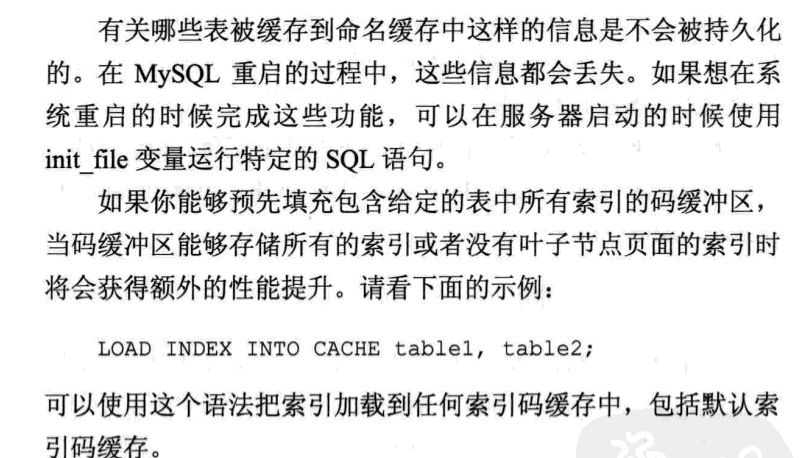 有关哪些表被缓存到命名缓存中这样的信息是不会被持久化
的。在 MySQL 重启的过程中，这些信息都会丢失。如果想在系
统重启的时候完成这些功能，可以在服务器启动的时候使用
init_file 变量运行特定的 SQL 语句。
如果你能够预先填充包含给定的表中所有索引的码缓冲区，
当码缓冲区能够存储所有的索引或者没有叶子节点页面的索引时
将会获得额外的性能提升。请看下面的示例：
LOAD INDEX INTO CACHE table1, table2;
可以使用这个语法把索引加载到任何索引码缓存中，包括默认索
引码缓存。